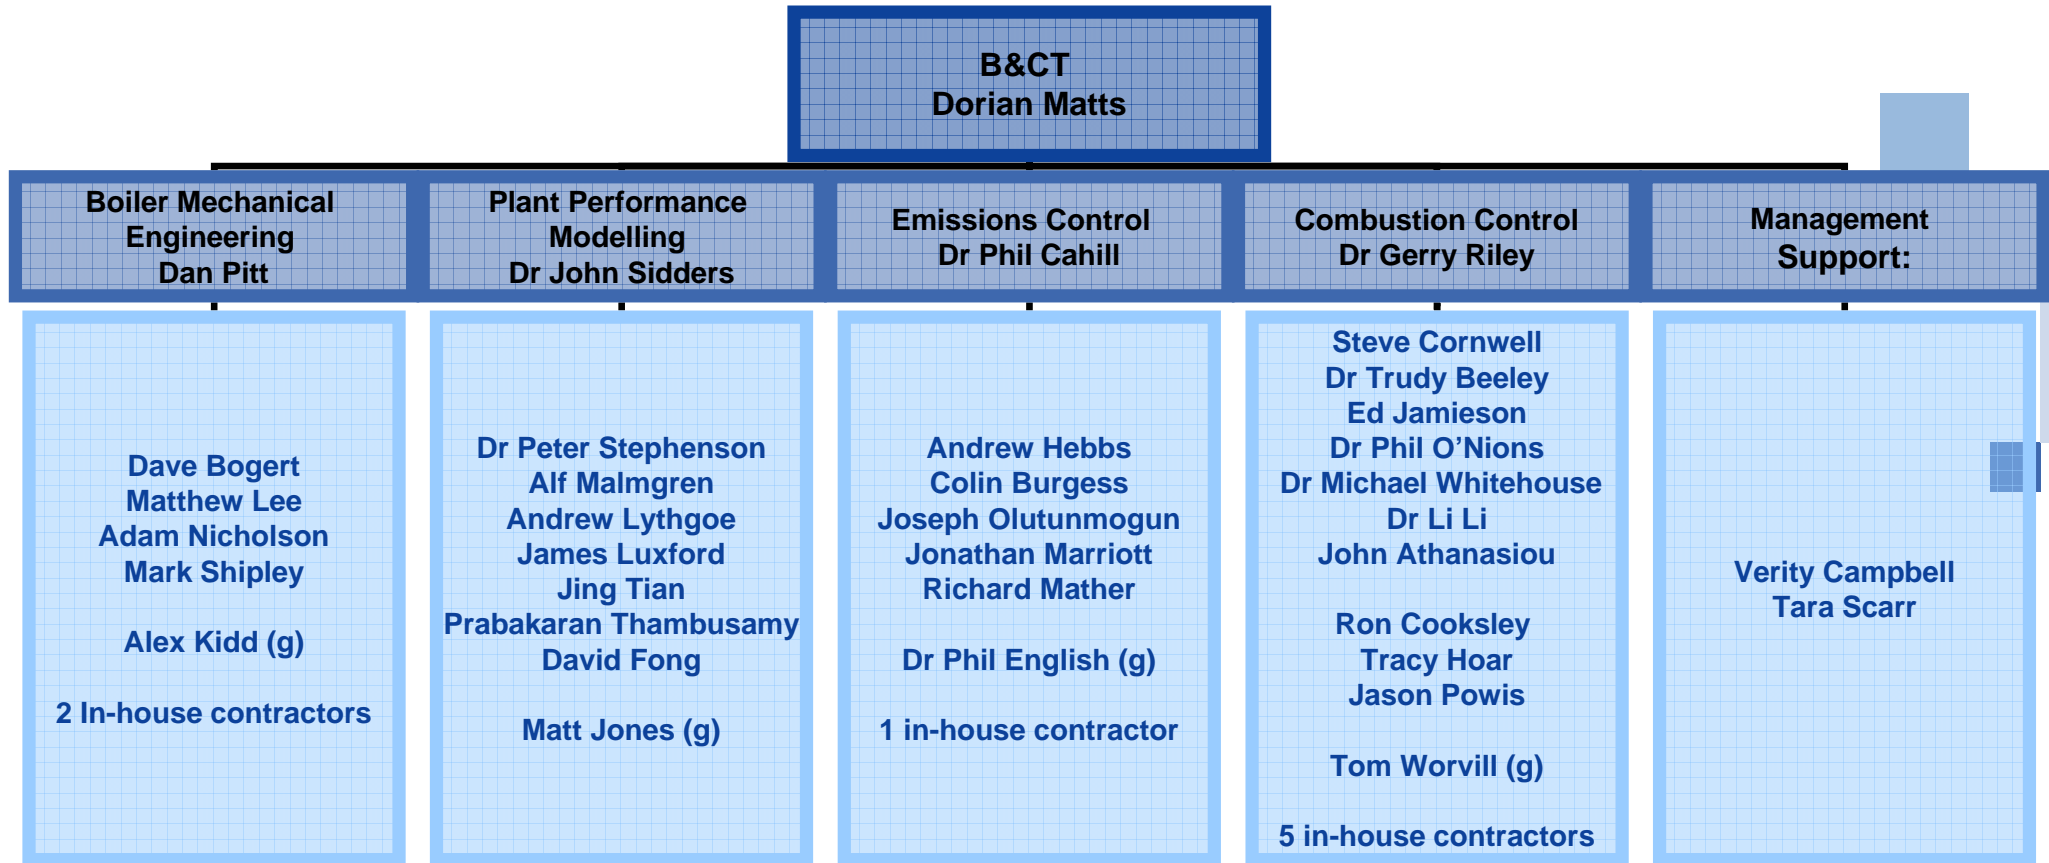 B&CT
Dorian Matts
Boiler Mechanical
Engineering
Dan Pitt
Plant Performance
Modelling
Dr John Sidders
Emissions Control
Dr Phil Cahill
Combustion Control
Dr Gerry Riley
Management
Support:
Dave Bogert
Matthew Lee
Adam Nicholson
Mark Shipley
Alex Kidd (g)
2 In-house contractors
Dr Peter Stephenson
Alf Malmgren
Andrew Lythgoe
James Luxford
Jing Tian
Prabakaran Thambusamy
David Fong
Matt Jones (g)
Andrew Hebbs
Colin Burgess
Joseph Olutunmogun
Jonathan Marriott
Richard Mather
Dr Phil English (g)
1 in-house contractor
Steve Cornwell
Dr Trudy Beeley
Ed Jamieson
Dr Phil O’Nions
Dr Michael Whitehouse
Dr Li Li
John Athanasiou
Ron Cooksley
Tracy Hoar
Jason Powis
Tom Worvill (g)
5 in-house contractors
Verity Campbell
Tara Scarr